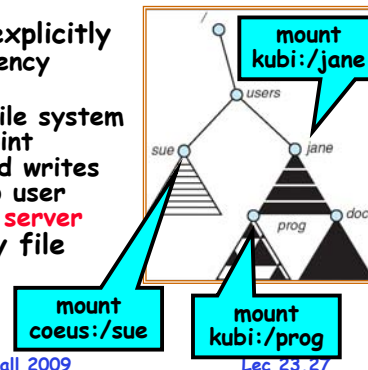 explicitly
ency
ile system
int
d writes
o user
server
y file
/
users
sue
jane
prog
doc
mount
kubi:/jane
mount
coeus:/sue
mount
kubi:/prog
all 2009
Lec 23.27